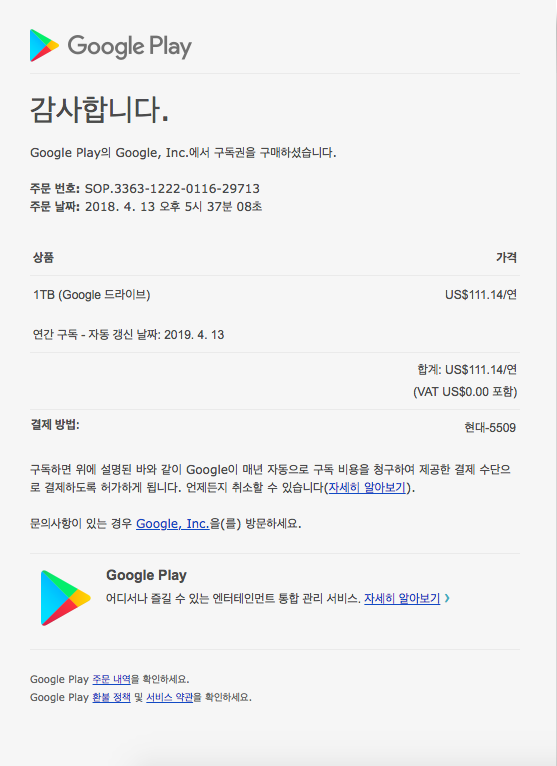 Google Play
감사합니다.
Google Play의 Google, Inc.에서 구독권을 구매하셨습니다.
주문 번호: SOP.3363-1222-0116-29713
주문 날짜: 2018. 4. 13 오후 5시 37분 08초
상품 가격
1TB (Google 드라이브) US$111.14/연
연간 구독 - 자동 갱신 날짜: 2019. 4. 13
합계: US$111.14/연
(VAT US$0.00 포함)
결제 방법: 현대-5509
구독하면 위에 설명된 바와 같이 Google이 매년 자동으로 구독 비용을 청구하여 제공한 결제 수단으
로 결제하도록 허가하게 됩니다. 언제든지 취소할 수 있습니다(자세히 알아보기).
문의사항이 있는 경우 Google, Inc.을(를) 방문하세요.
Google Play
어디서나 즐길 수 있는 엔터테인먼트 통합 관리 서비스. 자세히 알아보기 ›
Google Play 주문 내역을 확인하세요.
Google Play 환불 정책 및 서비스 약관을 확인하세요.